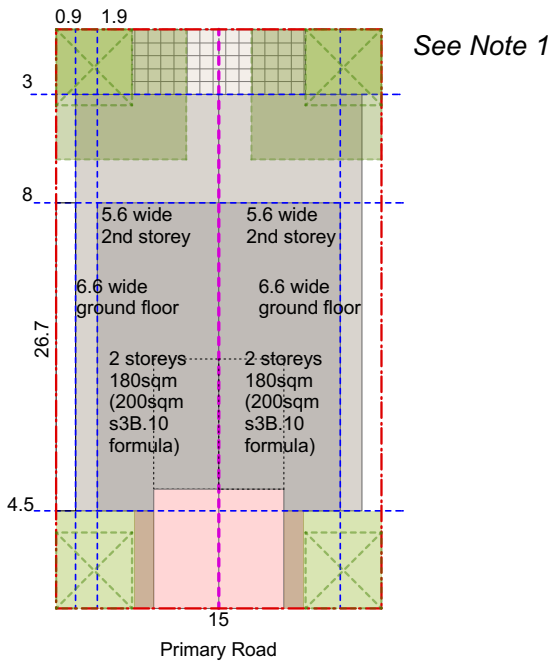 0.9 1.9
See Note 1
3
8
5.6 wide
2nd storey
5.6 wide
2nd storey
6.6 wide
ground floor
6.6 wide
ground floor
26.7
2 storeys
180sqm
(200sqm
s3B.10
formula)
2 storeys
180sqm
(200sqm
s3B.10
formula)
4.5
15
Primary Road